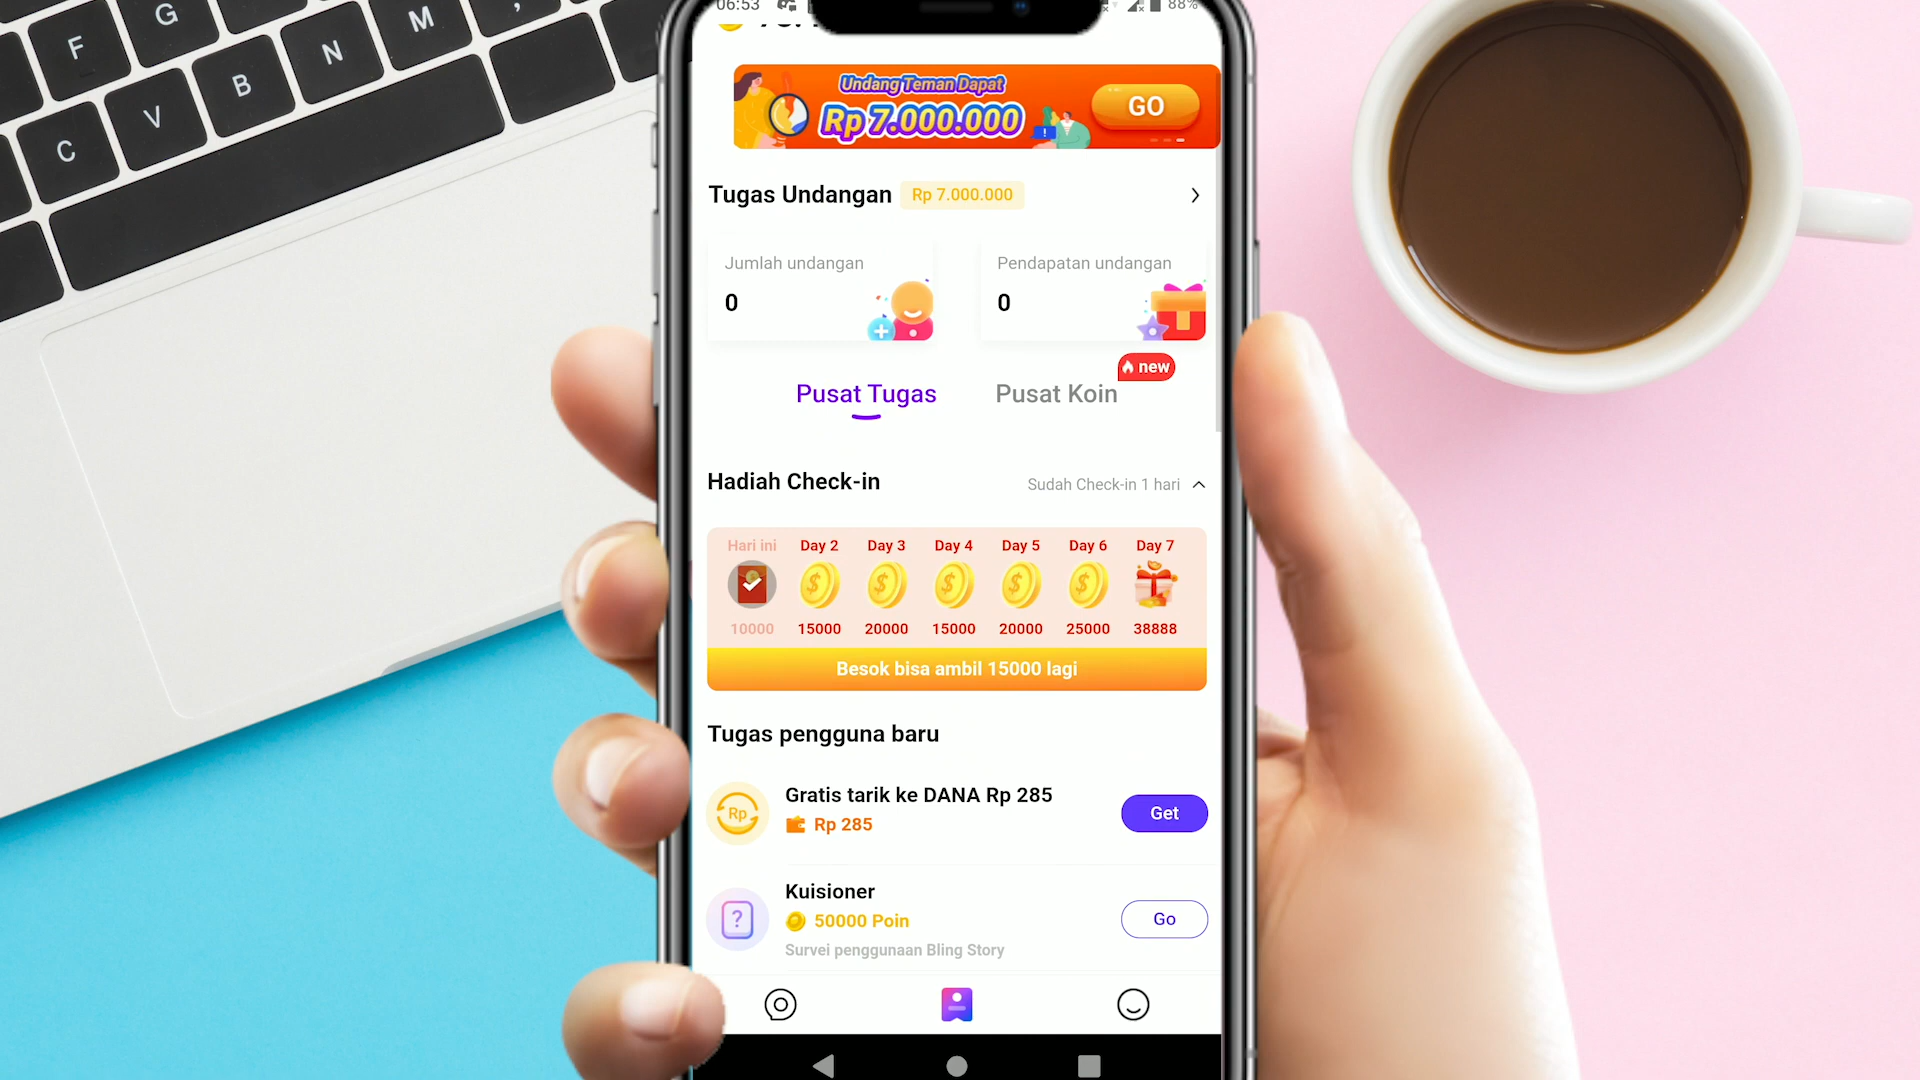 G
M
F
N
B
V
C
06:53
88%
Undang Teman Dapat
Rp 7.000.000
GO
Tugas Undangan
Rp 7.000.000
Jumlah undangan
0
Pendapatan undangan
0
new
Pusat Tugas
Pusat Koin
Hadiah Check-in
Sudah Check-in 1 hari
Hari ini Day 2 Day 3 Day 4 Day 5 Day 6 Day 7
10000 15000 20000 15000 20000 25000 38888
Besok bisa ambil 15000 lagi
Tugas pengguna baru
Gratis tarik ke DANA Rp 285
Rp
Rp 285
Get
Kuisioner
?
50000 Poin
Go
Survei penggunaan Bling Story